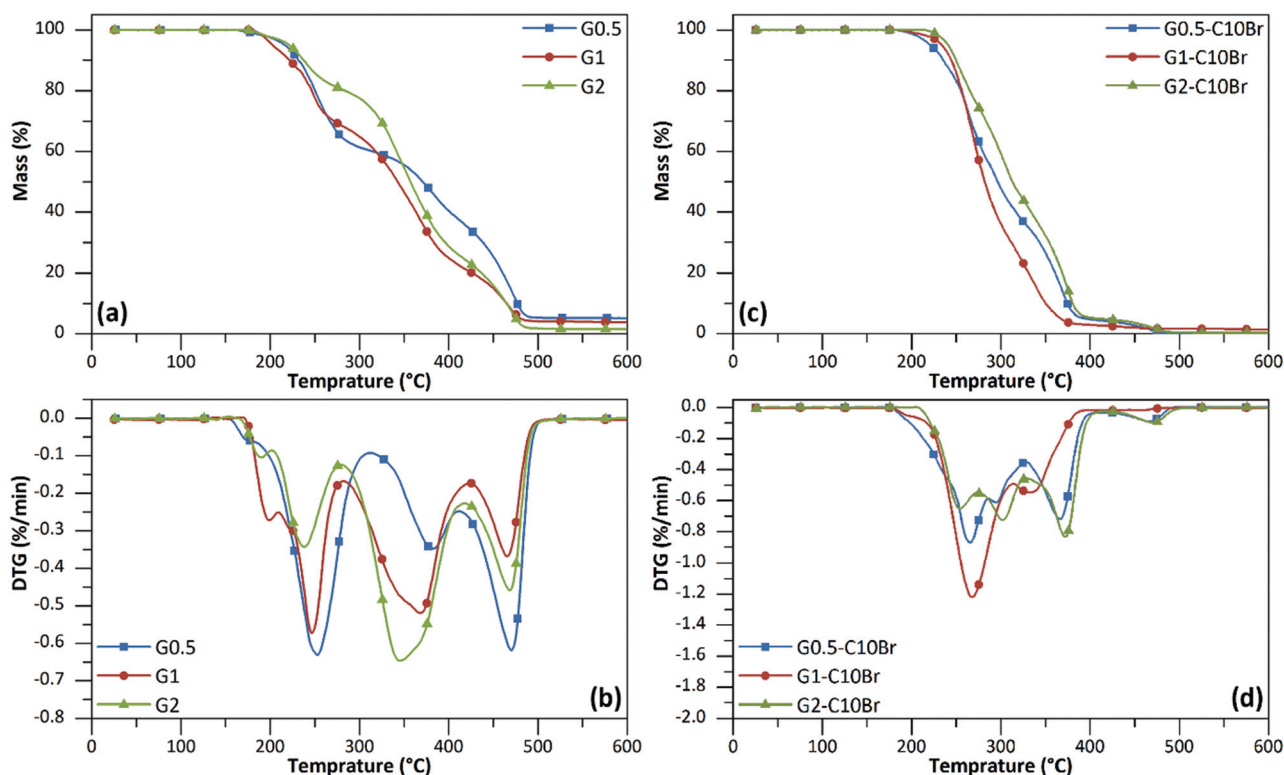 100
80
60
40
20
0
Mass (%)
G0.5
G1
G2
(a)
0 100 200 300 400 500 600
Temprature (°C)
100
80
60
40
20
0
Mass (%)
G0.5-C10Br
G1-C10Br
G2-C10Br
(c)
0 100 200 300 400 500 600
Temprature (°C)
0.0
-0.1
-0.2
-0.3
-0.4
-0.5
-0.6
-0.7
-0.8
DTG (%/min)
G0.5
G1
G2
(b)
0 100 200 300 400 500 600
Temprature (°C)
0.0
-0.2
-0.4
-0.6
-0.8
-1.0
-1.2
-1.4
-1.6
-1.8
-2.0
DTG (%/min)
G0.5-C10Br
G1-C10Br
G2-C10Br
(d)
0 100 200 300 400 500 600
Temprature (°C)